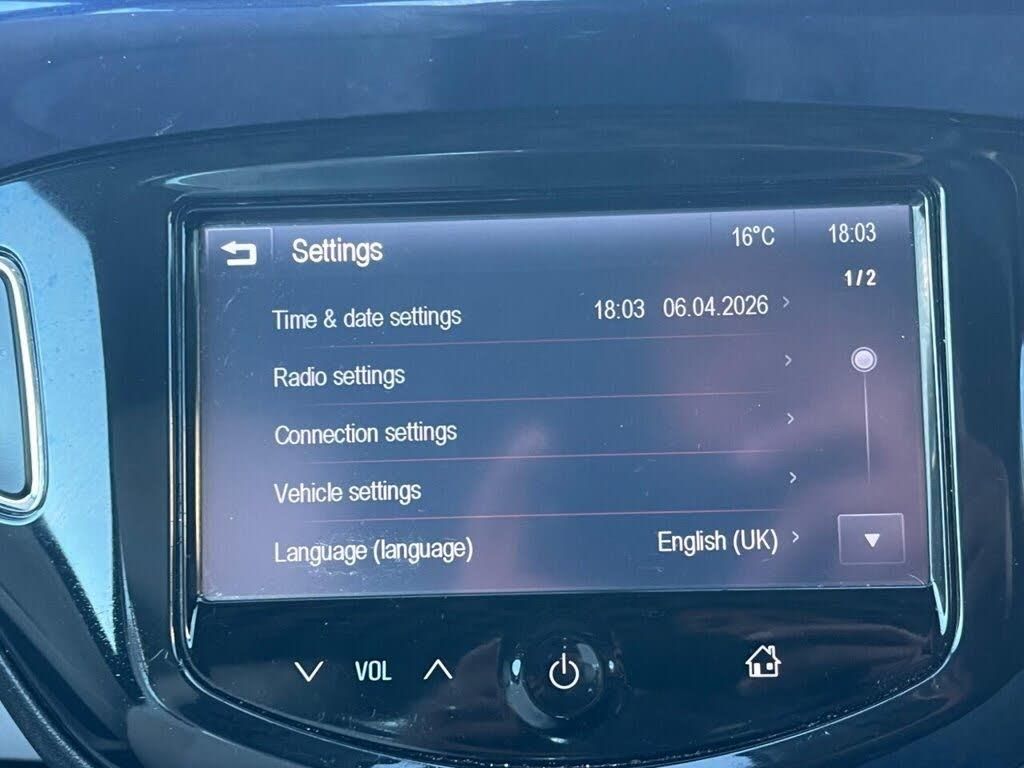 Settings 16°C 18:03
1/2
Time & date settings 18:03 06.04.2026
Radio settings
Connection settings
Vehicle settings
Language (language) English (UK)
VOL